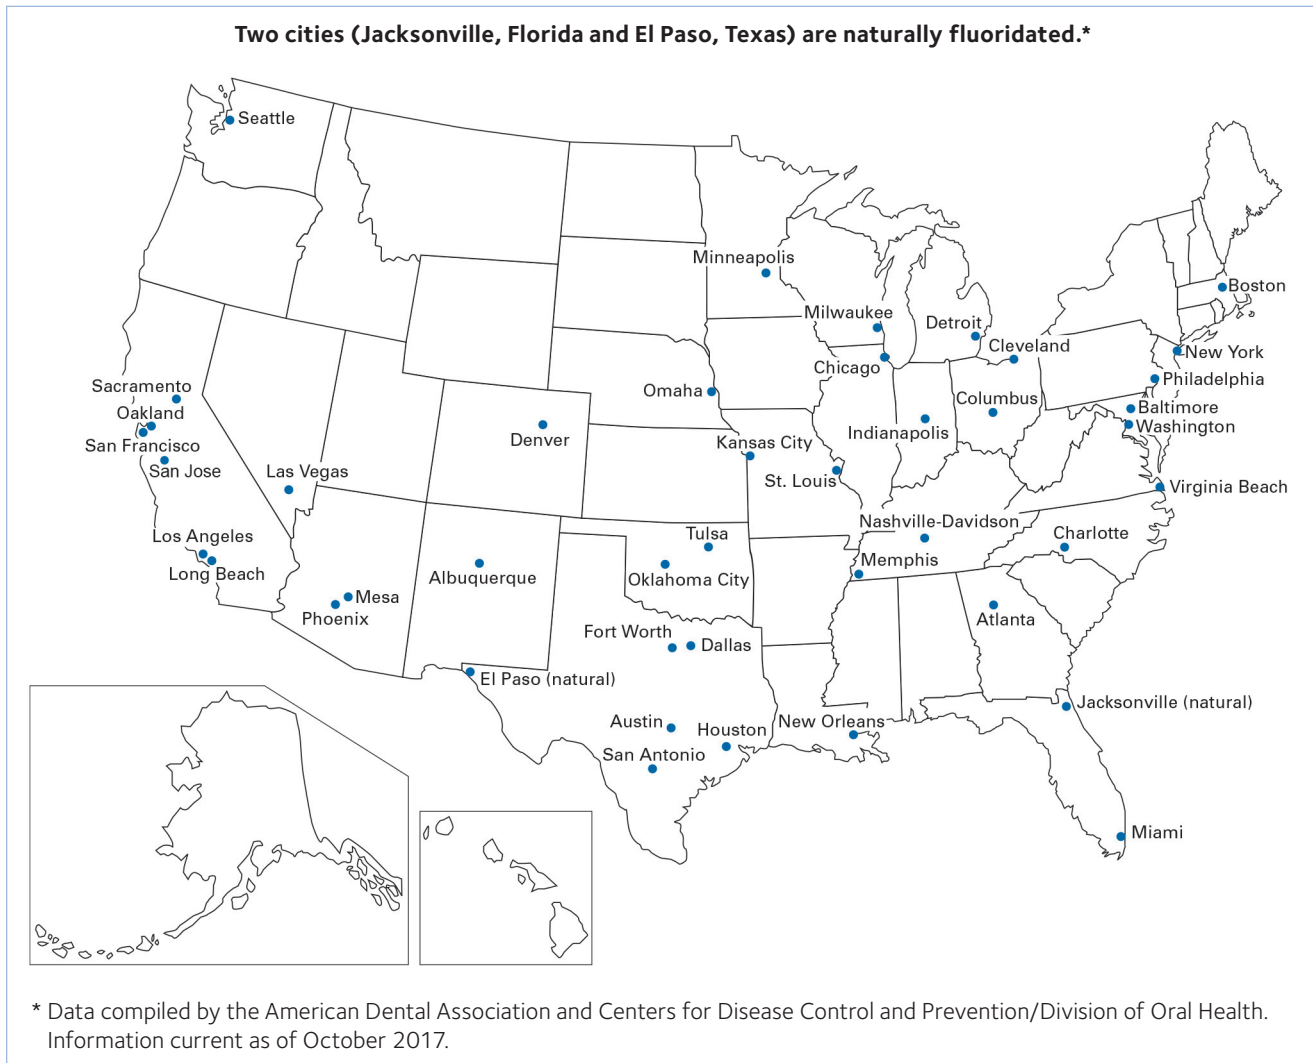 Two cities (Jacksonville, Florida and El Paso, Texas) are naturally fluoridated.*
Seattle
Minneapolis
Boston
Milwaukee
Detroit
Cleveland
New York
Chicago
Philadelphia
Sacramento
Omaha
Columbus
Baltimore
Oakland
Washington
Indianapolis
San Francisco
Denver
Kansas City
San Jose
Las Vegas
St. Louis
Virginia Beach
Nashville-Davidson
Los Angeles
Tulsa
Charlotte
Memphis
Long Beach
Albuquerque
Oklahoma City
Mesa
Phoenix
Atlanta
Fort Worth
Dallas
El Paso (natural)
Jacksonville (natural)
Austin
New Orleans
Houston
San Antonio
Miami
* Data compiled by the American Dental Association and Centers for Disease Control and Prevention/Division of Oral Health.
Information current as of October 2017.